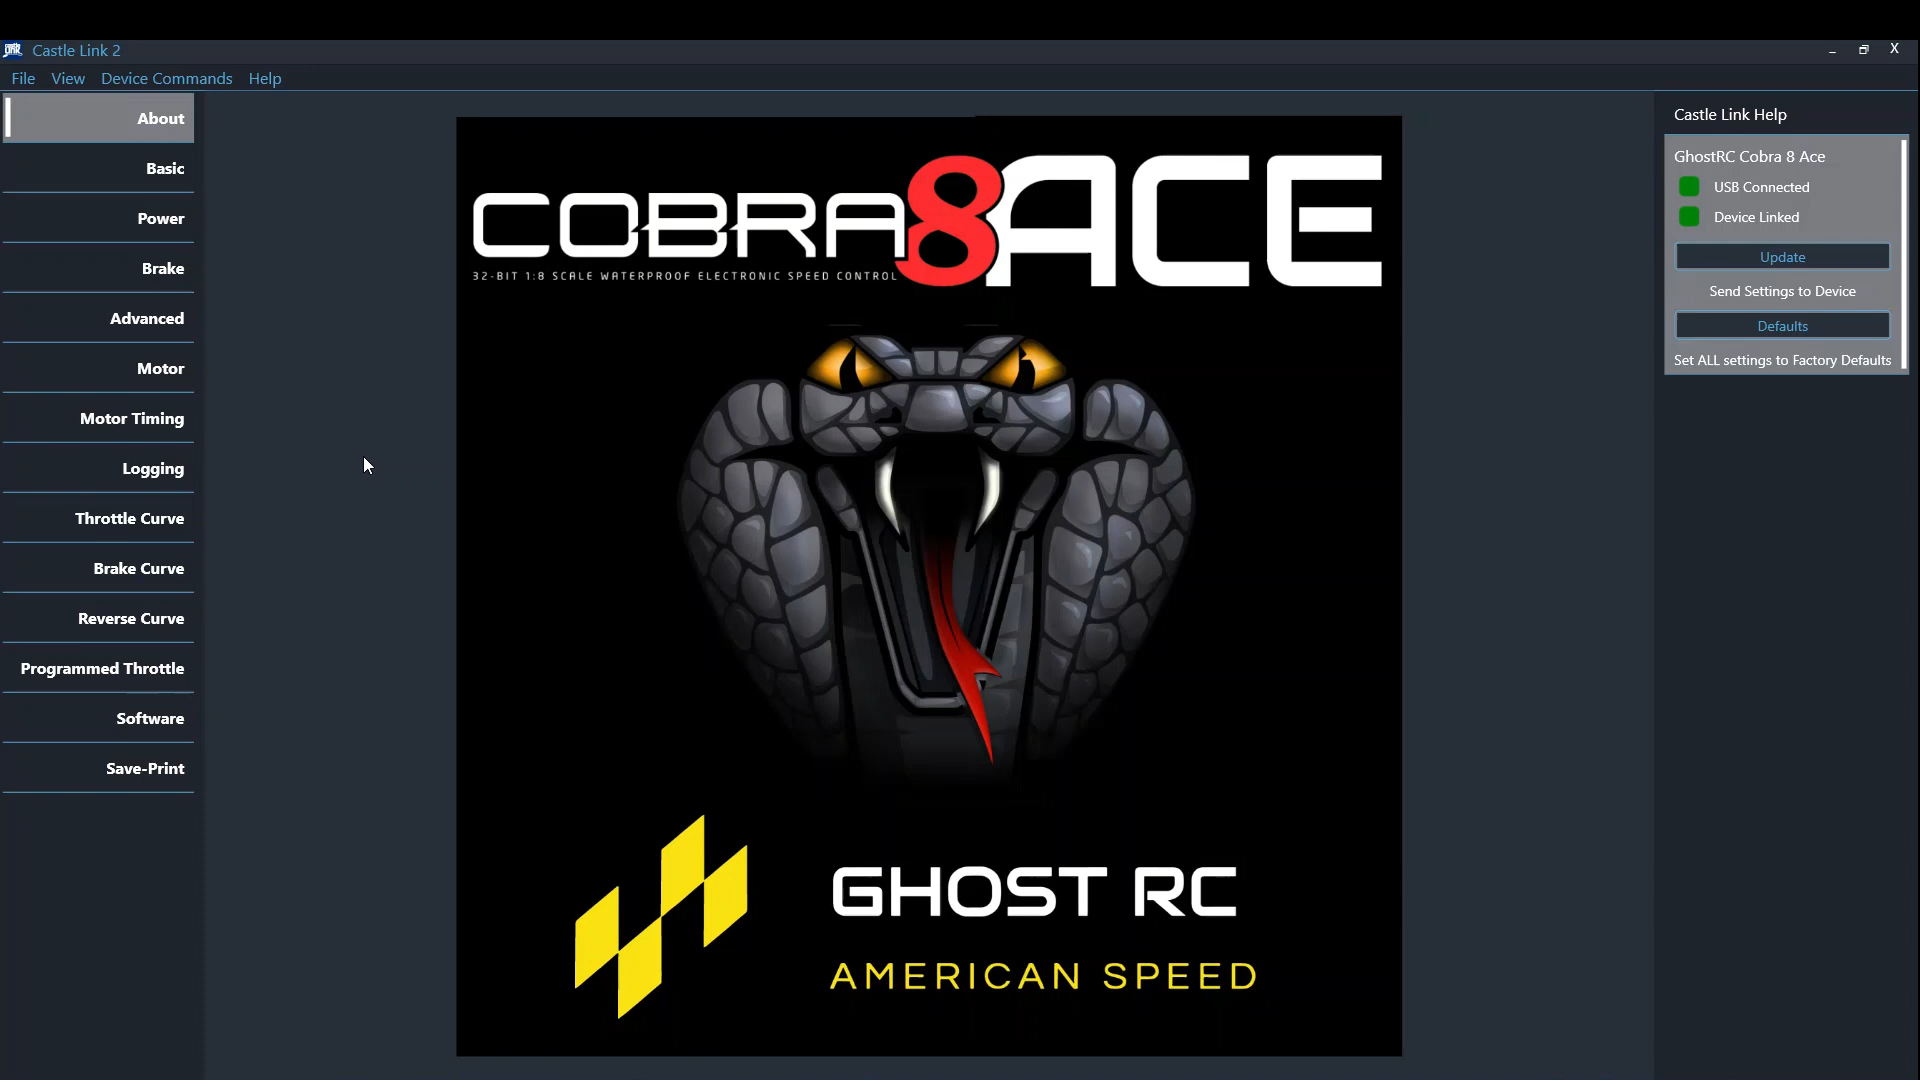 Castle Link 2
X
File View Device Commands Help
About
Basic
Power
Brake
Advanced
Motor
Motor Timing
Logging
Throttle Curve
Brake Curve
Reverse Curve
Programmed Throttle
Software
Save-Print
COBRA8ACE
32-BIT 1:8 SCALE WATERPROOF ELECTRONIC SPEED CONTROL
GHOST RC
AMERICAN SPEED
Castle Link Help
GhostRC Cobra 8 Ace
USB Connected
Device Linked
Update
Send Settings to Device
Defaults
Set ALL settings to Factory Defaults